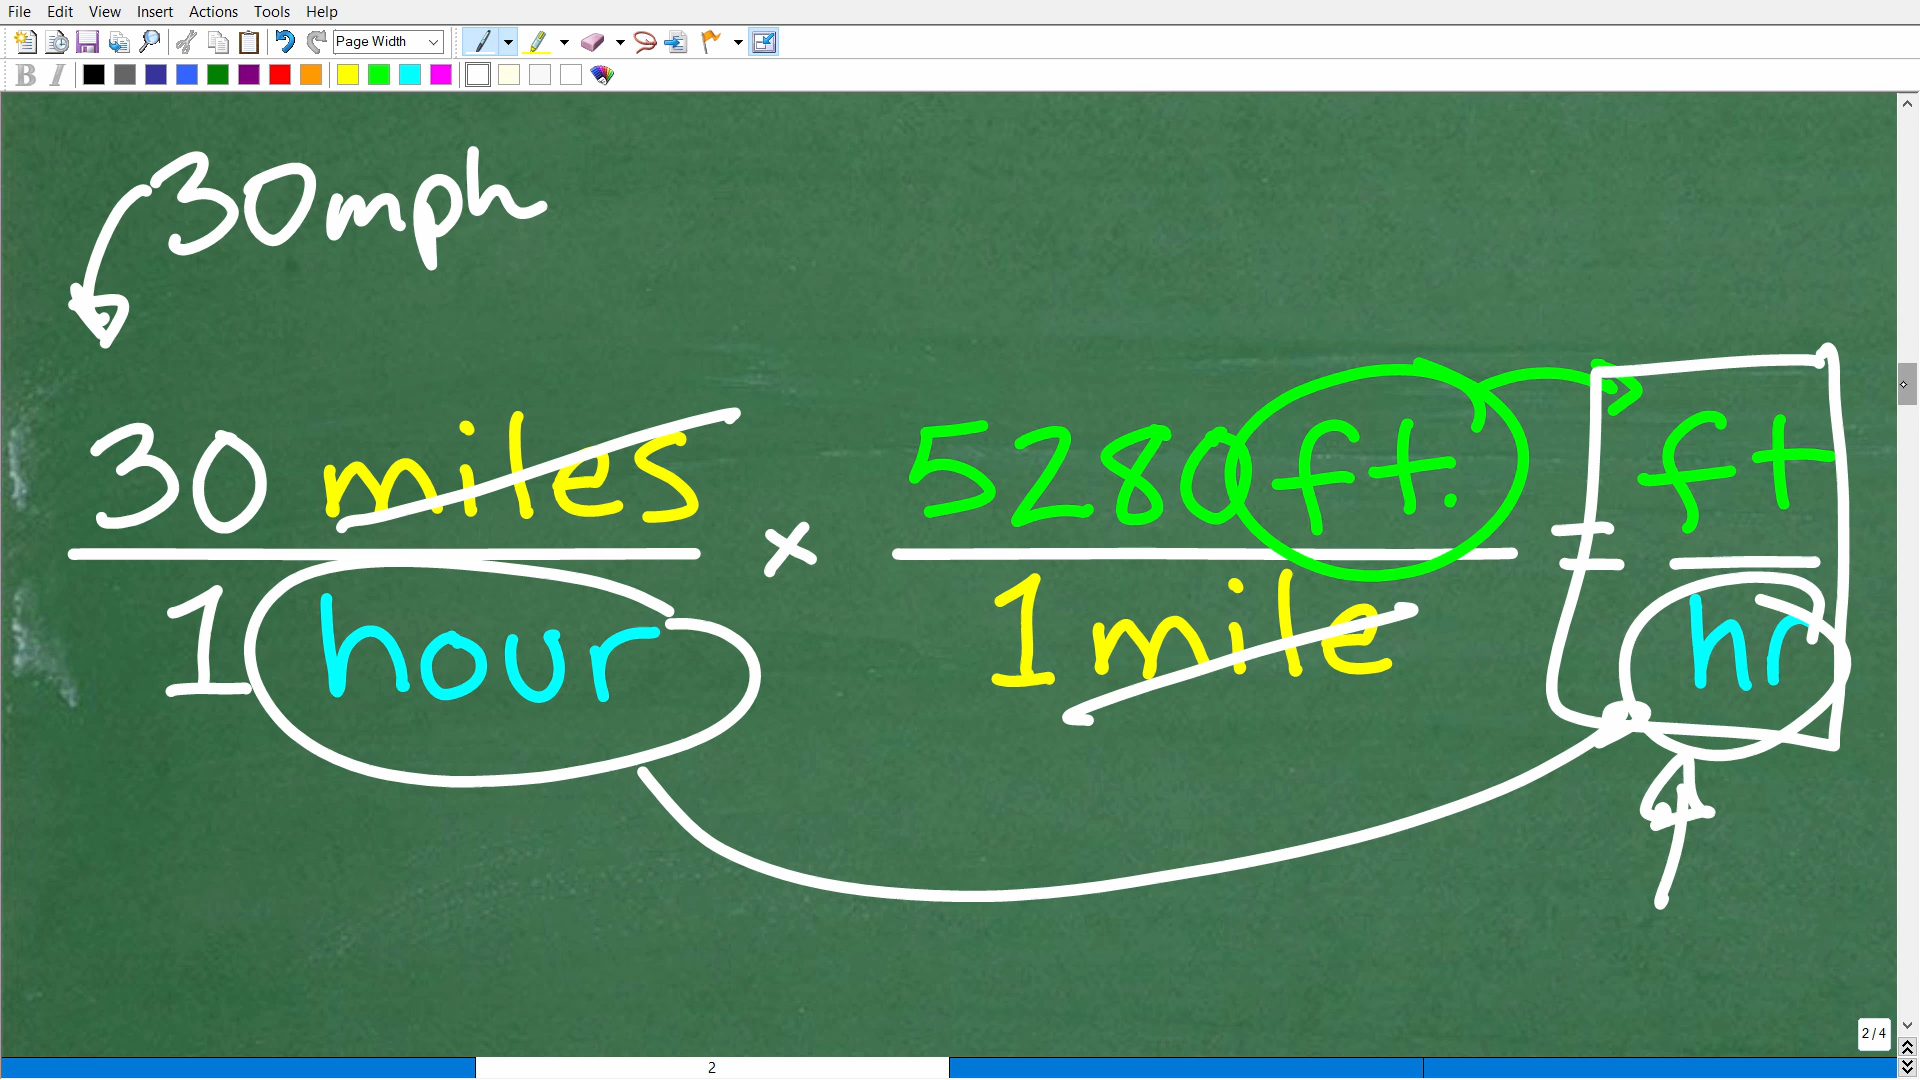 File Edit View Insert Actions Tools Help
Page Width
B I
30mph
30 miles × 5280 ft. = ft
1 hour 1 mile hr
2 / 4
2